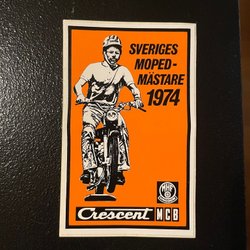 SVERIGES
MOPED-
MÄSTARE
1974
Crescent MCB